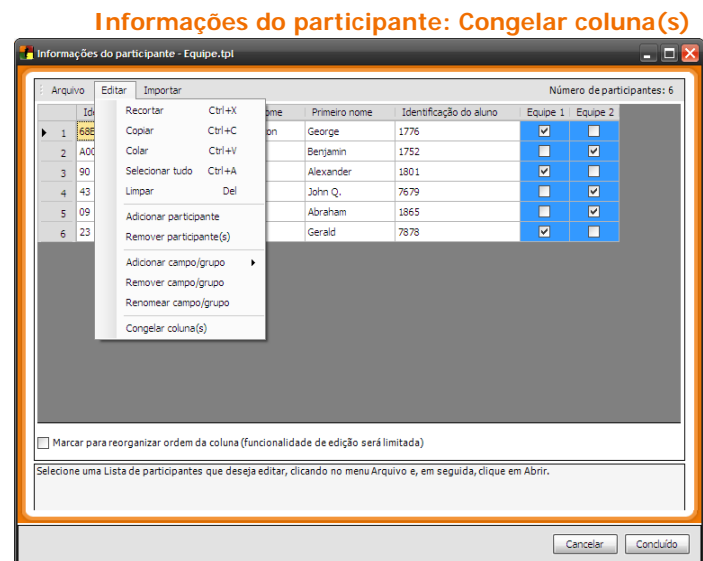 Informações do participante: Congelar coluna(s)
Informações do participante - Equipe.tpl
Arquivo Editar Importar Número de participantes: 6
Primeiro nome Identificação do aluno Equipe 1 Equipe 2
1 George 1776
2 Benjamin 1752
3 90 Alexander 1801
4 43 John Q. 7679
5 09 Abraham 1865
6 23 Gerald 7878
Recortar Ctrl+X
Copiar Ctrl+C
Colar Ctrl+V
Selecionar tudo Ctrl+A
Limpar Del
Adicionar participante
Remover participante(s)
Adicionar campo/grupo
Remover campo/grupo
Renomear campo/grupo
Congelar coluna(s)
Marcar para reorganizar ordem da coluna (funcionalidade de edição será limitada)
Selecione uma Lista de participantes que deseja editar, clicando no menu Arquivo e, em seguida, clique em Abrir.
Cancelar Concluído